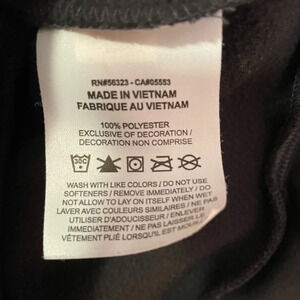 RN#56323 - CA#05553
MADE IN VIETNAM
FABRIQUE AU VIETNAM
100% POLYESTER
EXCLUSIVE OF DECORATION /
DECORATION NON COMPRISE
30C
WASH WITH LIKE COLORS / DO NOT USE
SOFTENERS / REMOVE IMMEDIATELY / DO
NOT ALLOW TO LAY ON ITSELF WHEN WET
LAVER AVEC COULEURS SIMILAIRES / NE PAS
UTILISER D'ADOUCISSEUR / ENLEVER
IMMÉDIATEMENT / NE PAS LAISSER LE
VÊTEMENT PLIÉ LORSQU'IL EST